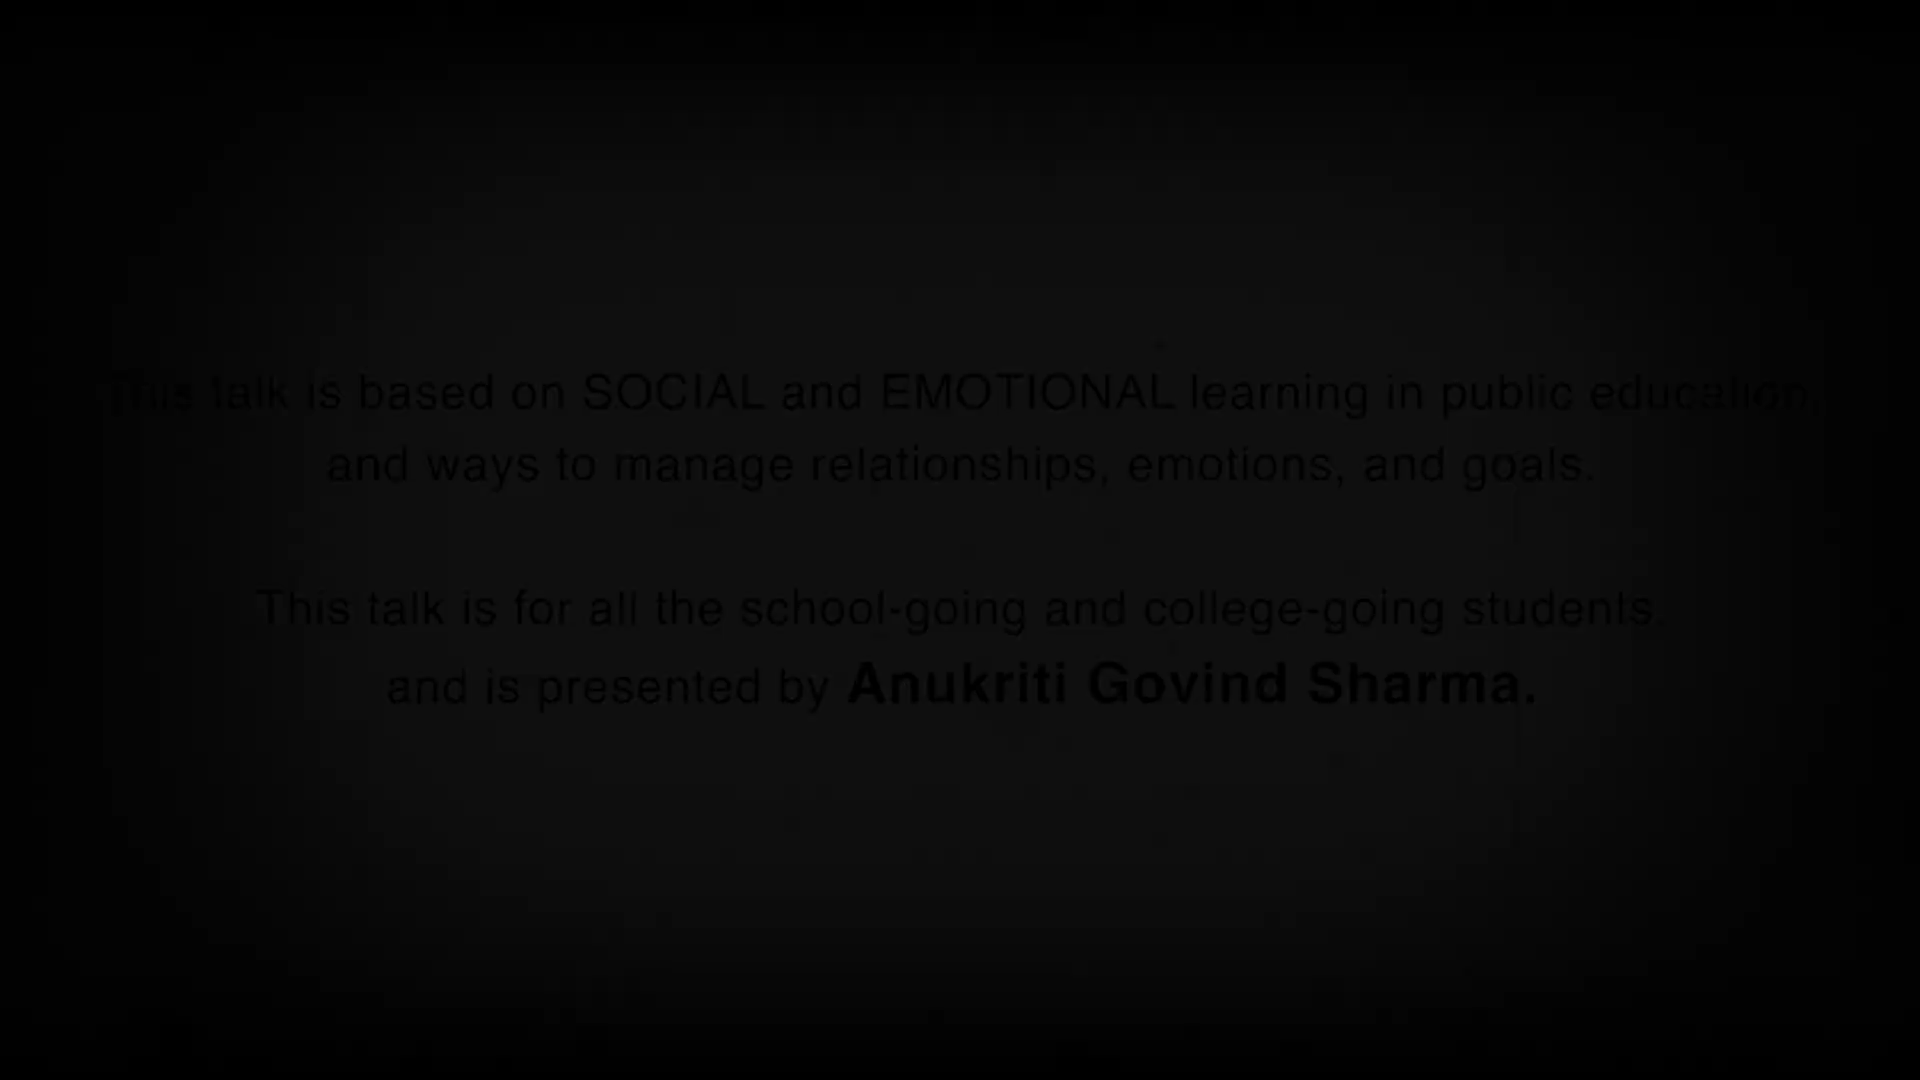 This talk is based on SOCIAL and EMOTIONAL learning in public education,
and ways to manage relationships, emotions, and goals.
This talk is for all the school-going and college-going students,
and is presented by Anukriti Govind Sharma.